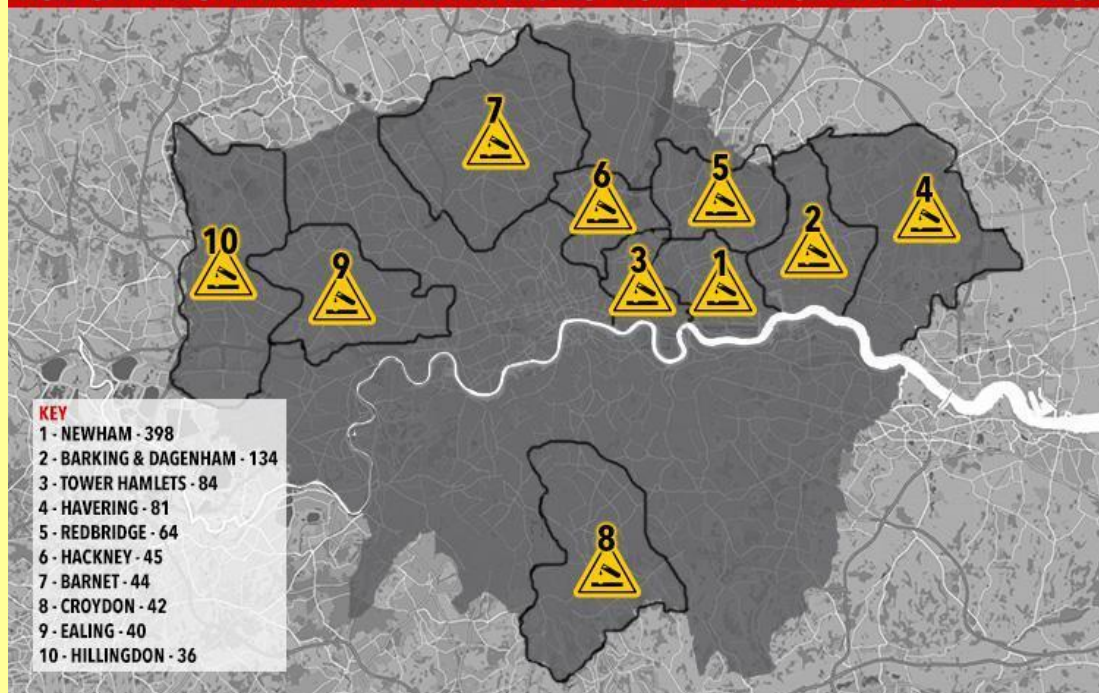 7
6
5
4
2
10
9
3
1
8
KEY
1 - NEWHAM - 398
2 - BARKING & DAGENHAM - 134
3 - TOWER HAMLETS - 84
4 - HAVERING - 81
5 - REDBRIDGE - 64
6 - HACKNEY - 45
7 - BARNET - 44
8 - CROYDON - 42
9 - EALING - 40
10 - HILLINGDON - 36